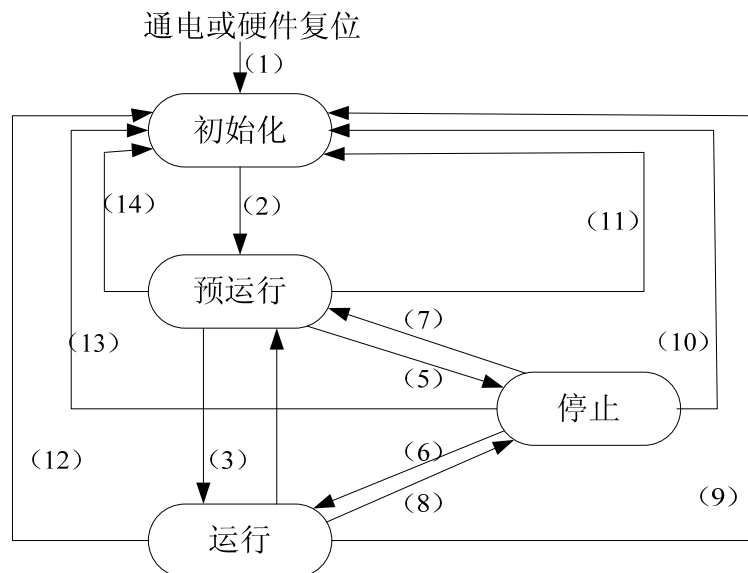 通电或硬件复位
（1）
初始化
（14）
（2）
（11）
预运行
（7）
（13）
（10）
（5）
停止
（6）
（12）
（3）
（8）
（9）
运行